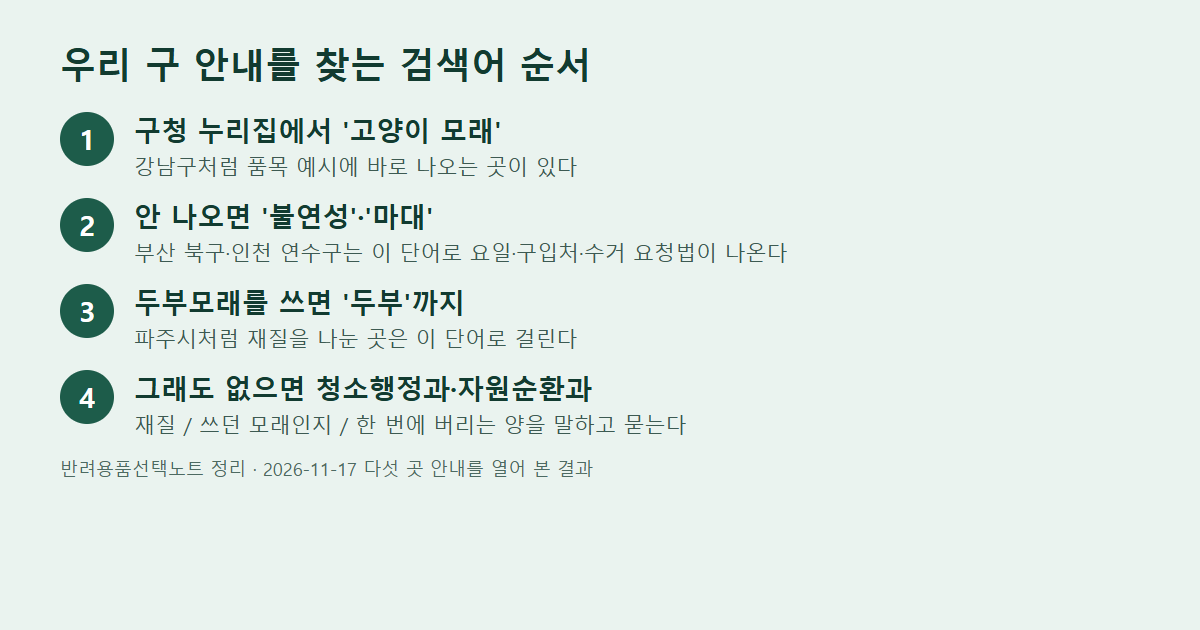 우리 구 안내를 찾는 검색어 순서
1
구청 누리집에서 '고양이 모래'
강남구처럼 품목 예시에 바로 나오는 곳이 있다
2
안 나오면 '불연성'·'마대'
부산 북구·인천 연수구는 이 단어로 요일·구입처·수거 요청법이 나온다
3
두부모래를 쓰면 '두부'까지
파주시처럼 재질을 나눈 곳은 이 단어로 걸린다
4
그래도 없으면 청소행정과·자원순환과
재질 / 쓰던 모래인지 / 한 번에 버리는 양을 말하고 묻는다
반려용품선택노트 정리 · 2026-11-17 다섯 곳 안내를 열어 본 결과